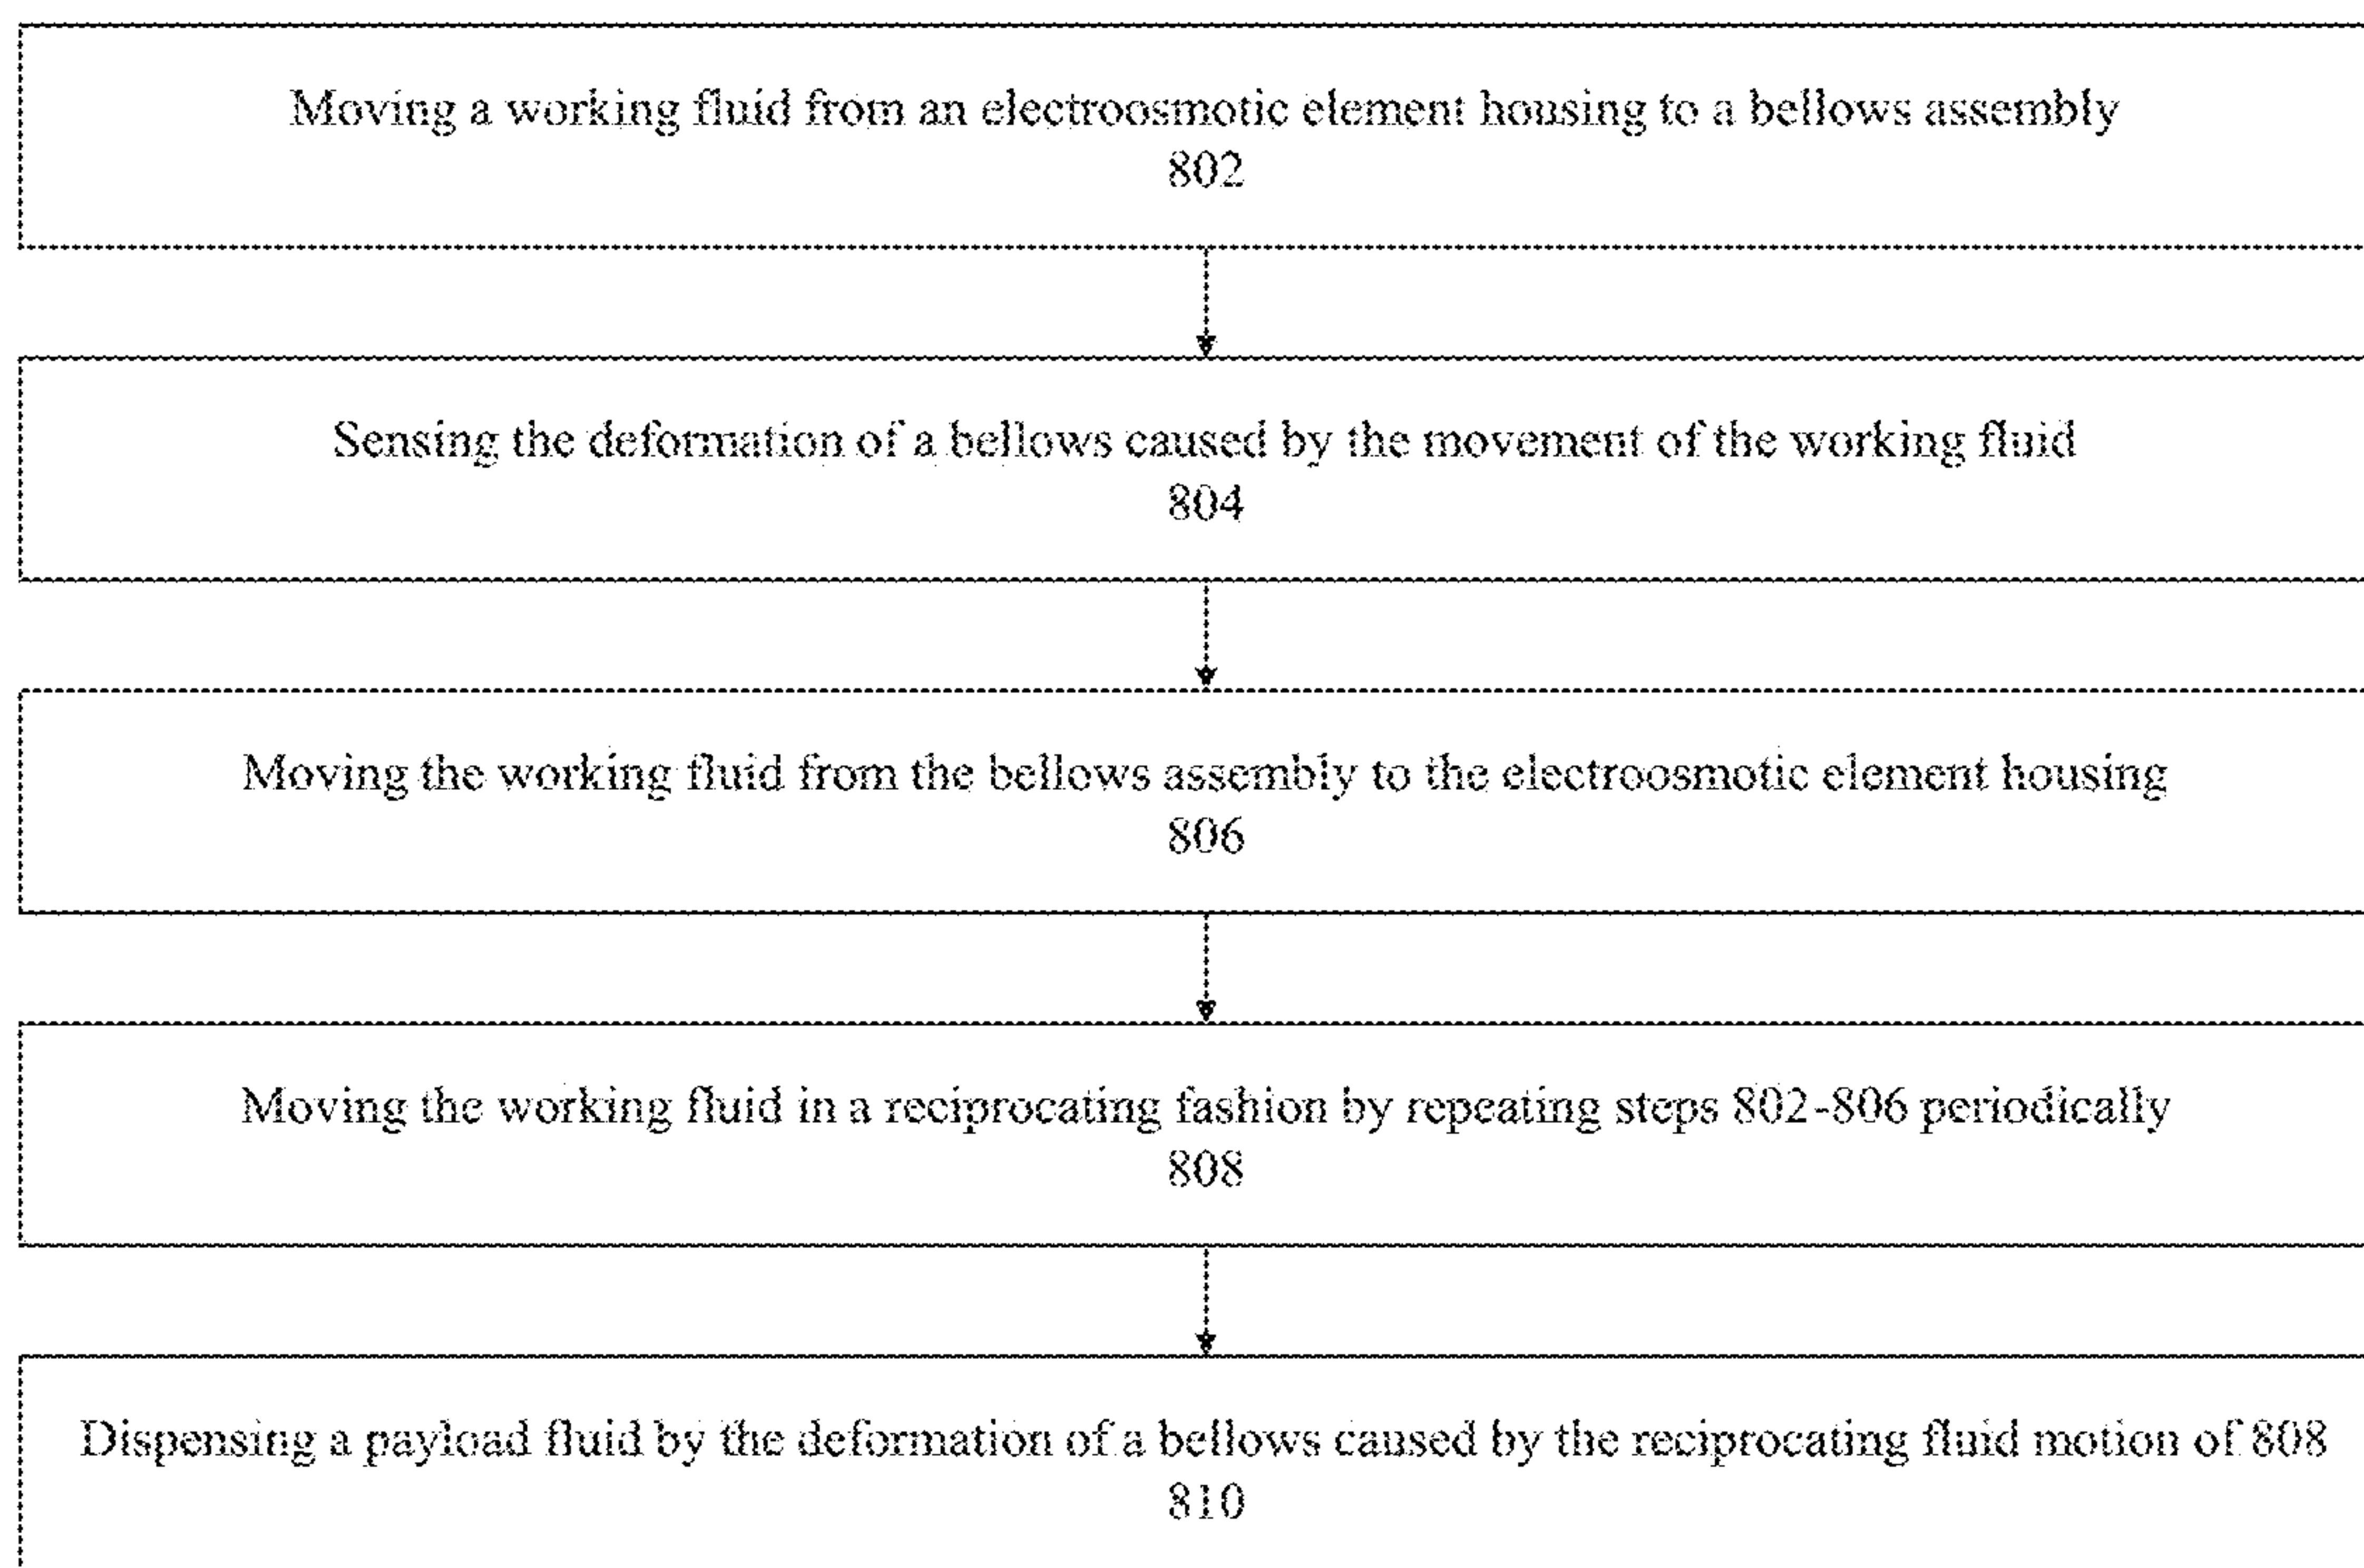 Moving a working fluid from an electroosmotic element housing to a bellows assembly
802
Sensing the deformation of a bellows caused by the movement of the working fluid
804
Moving the working fluid from the bellows assembly to the electroosmotic element housing
806
Moving the working fluid in a reciprocating fashion by repeating steps 802-806 periodically
808
Dispensing a payload fluid by the deformation of a bellows caused by the reciprocating fluid motion of 808
810